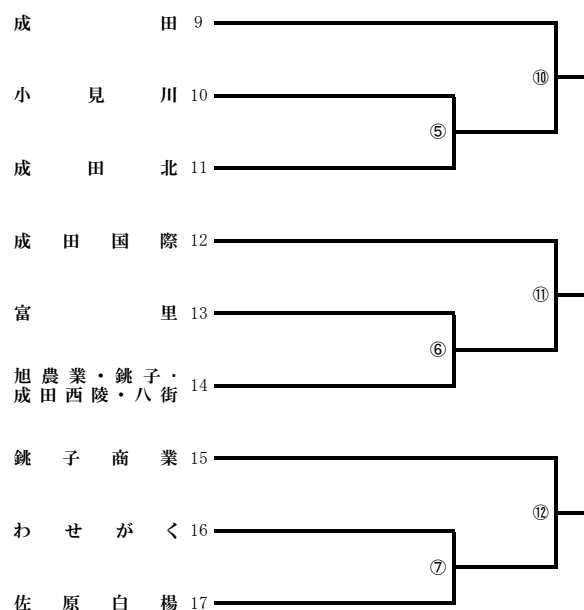 成田 9
⑩
小見川 10
⑤
成田北 11
成田国際 12
⑪
富里 13
⑥
旭農業・銚子・
成田西陵・八街 14
銚子商業 15
⑫
わせがく 16
⑦
佐原白楊 17